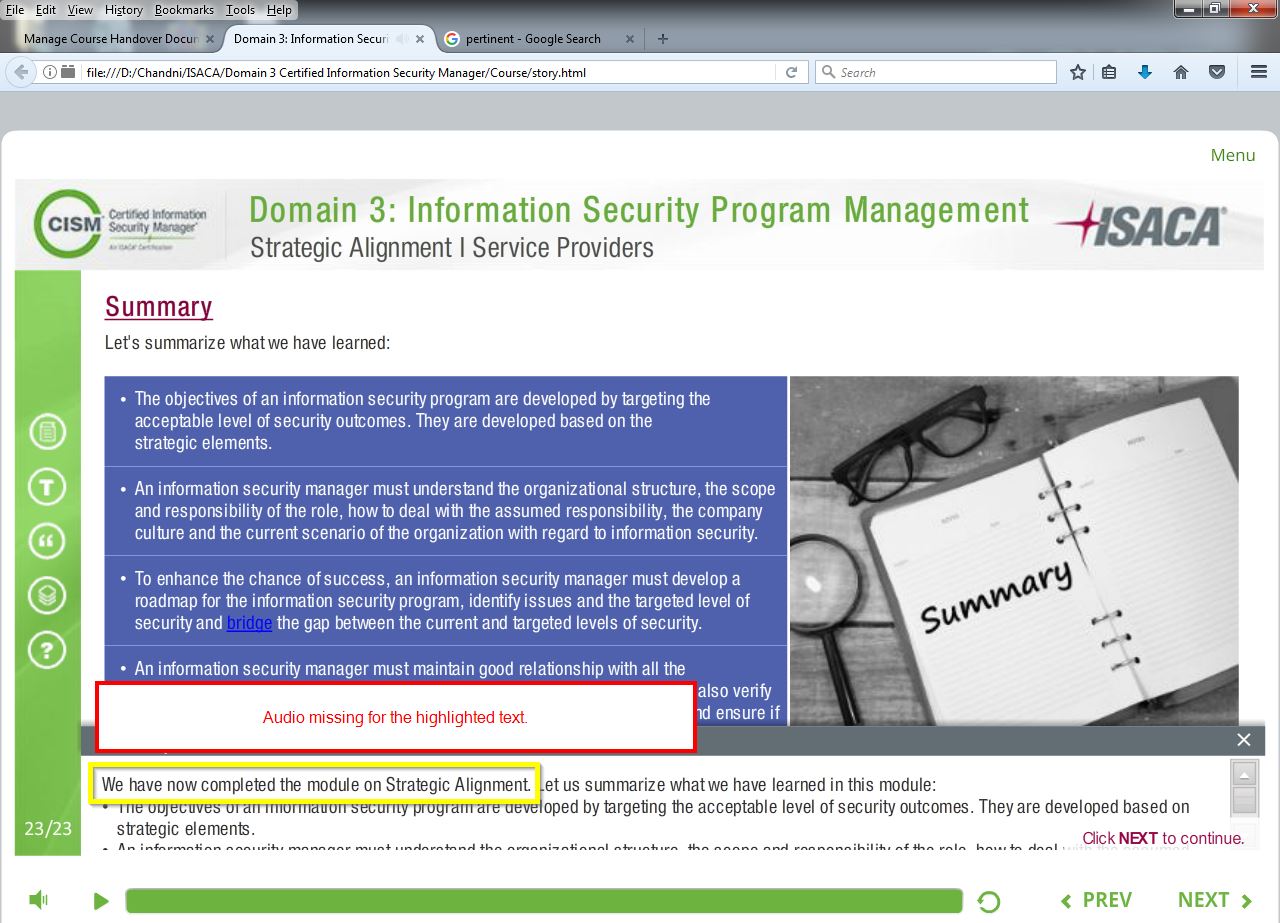 File Edit View History Bookmarks Tools Help
Manage Course Handover Docun
Domain 3: Information Securi
pertinent - Google Search
file:///D:/Chandni/ISACA/Domain 3 Certified Information Security Manager/Course/story.html
Search
Menu
CISM Certified Information
Security Manager®
An ISACA® Certification
Domain 3: Information Security Program Management
Strategic Alignment I Service Providers
ISACA®
Summary
Let's summarize what we have learned:
• The objectives of an information security program are developed by targeting the
acceptable level of security outcomes. They are developed based on the
strategic elements.
• An information security manager must understand the organizational structure, the scope
and responsibility of the role, how to deal with the assumed responsibility, the company
culture and the current scenario of the organization with regard to information security.
• To enhance the chance of success, an information security manager must develop a
roadmap for the information security program, identify issues and the targeted level of
security and bridge the gap between the current and targeted levels of security.
• An information security manager must maintain good relationship with all the
also verify
nd ensure if
NOTES
NOTES
Summary
Audio missing for the highlighted text.
We have now completed the module on Strategic Alignment. Let us summarize what we have learned in this module:
• The objectives of an information security program are developed by targeting the acceptable level of security outcomes. They are developed based on
strategic elements.
• An information security manager must understand the organizational structure, the scope and responsibility of the role, how to deal with the assumed
Click NEXT to continue.
23/23
PREV
NEXT